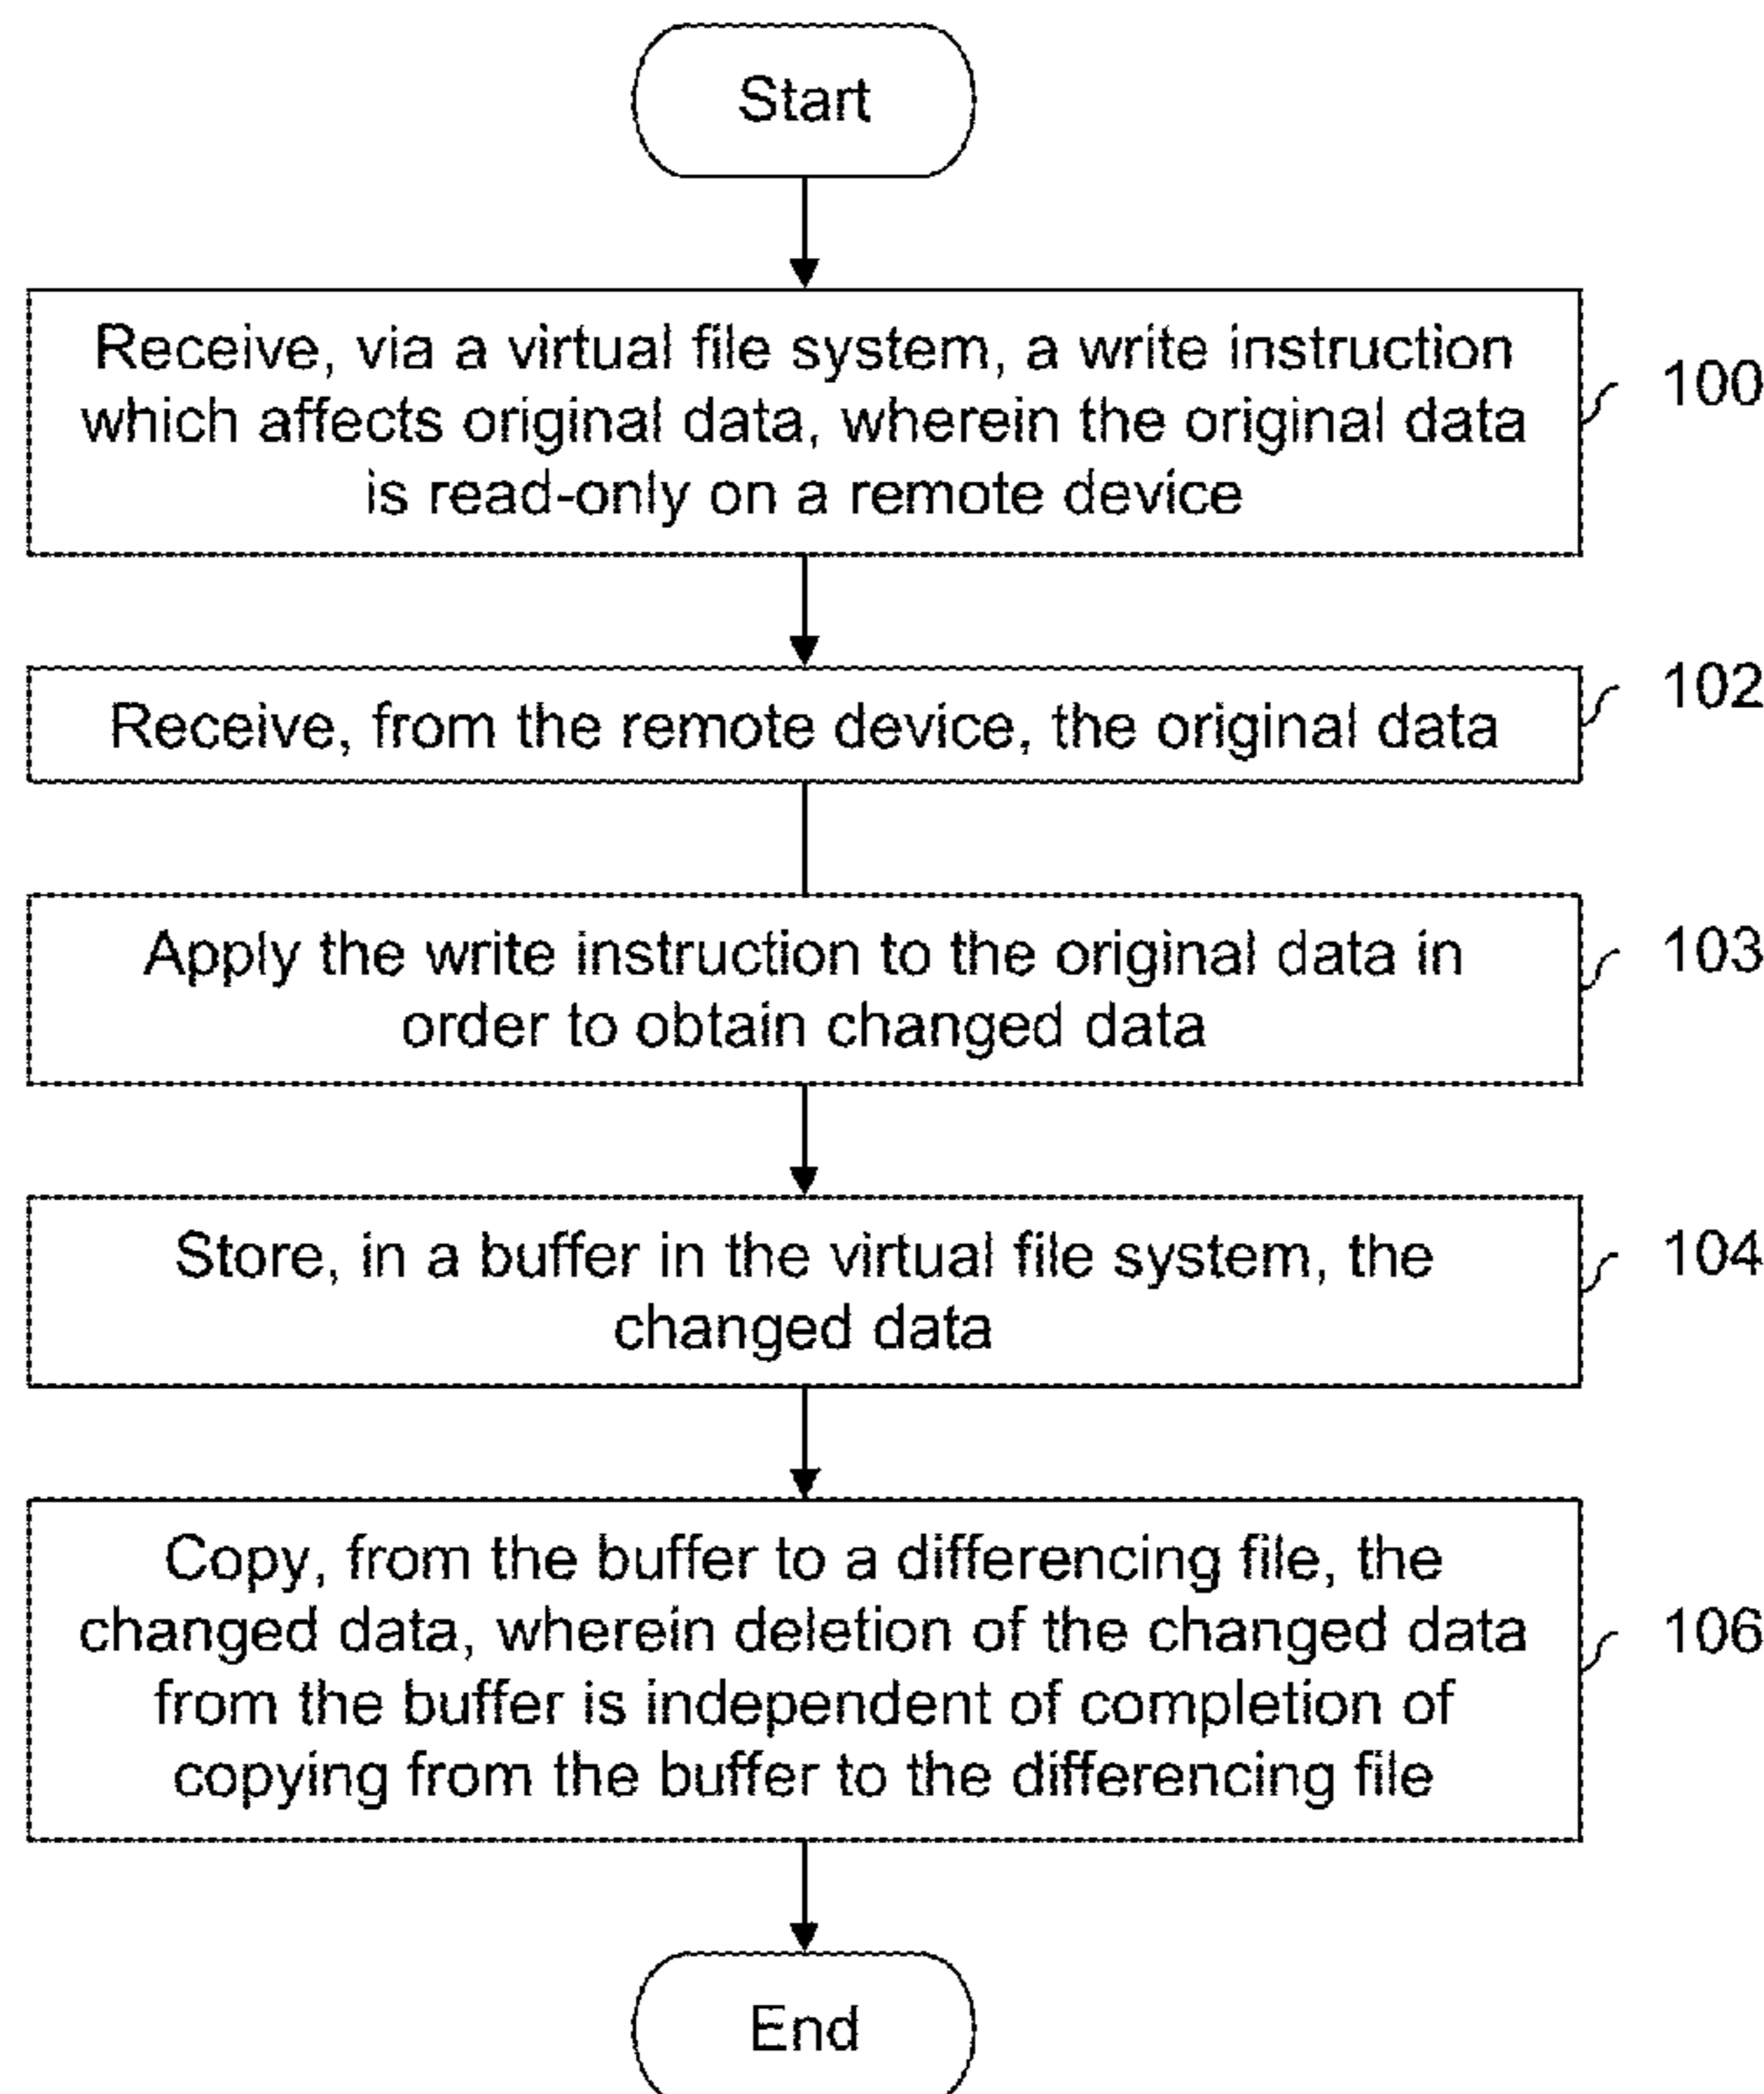 Start
Receive, via a virtual file system, a write instruction
which affects original data, wherein the original data
is read-only on a remote device
100
Receive, from the remote device, the original data
102
Apply the write instruction to the original data in
order to obtain changed data
103
Store, in a buffer in the virtual file system, the
changed data
104
Copy, from the buffer to a differencing file, the
changed data, wherein deletion of the changed data
from the buffer is independent of completion of
copying from the buffer to the differencing file
106
End